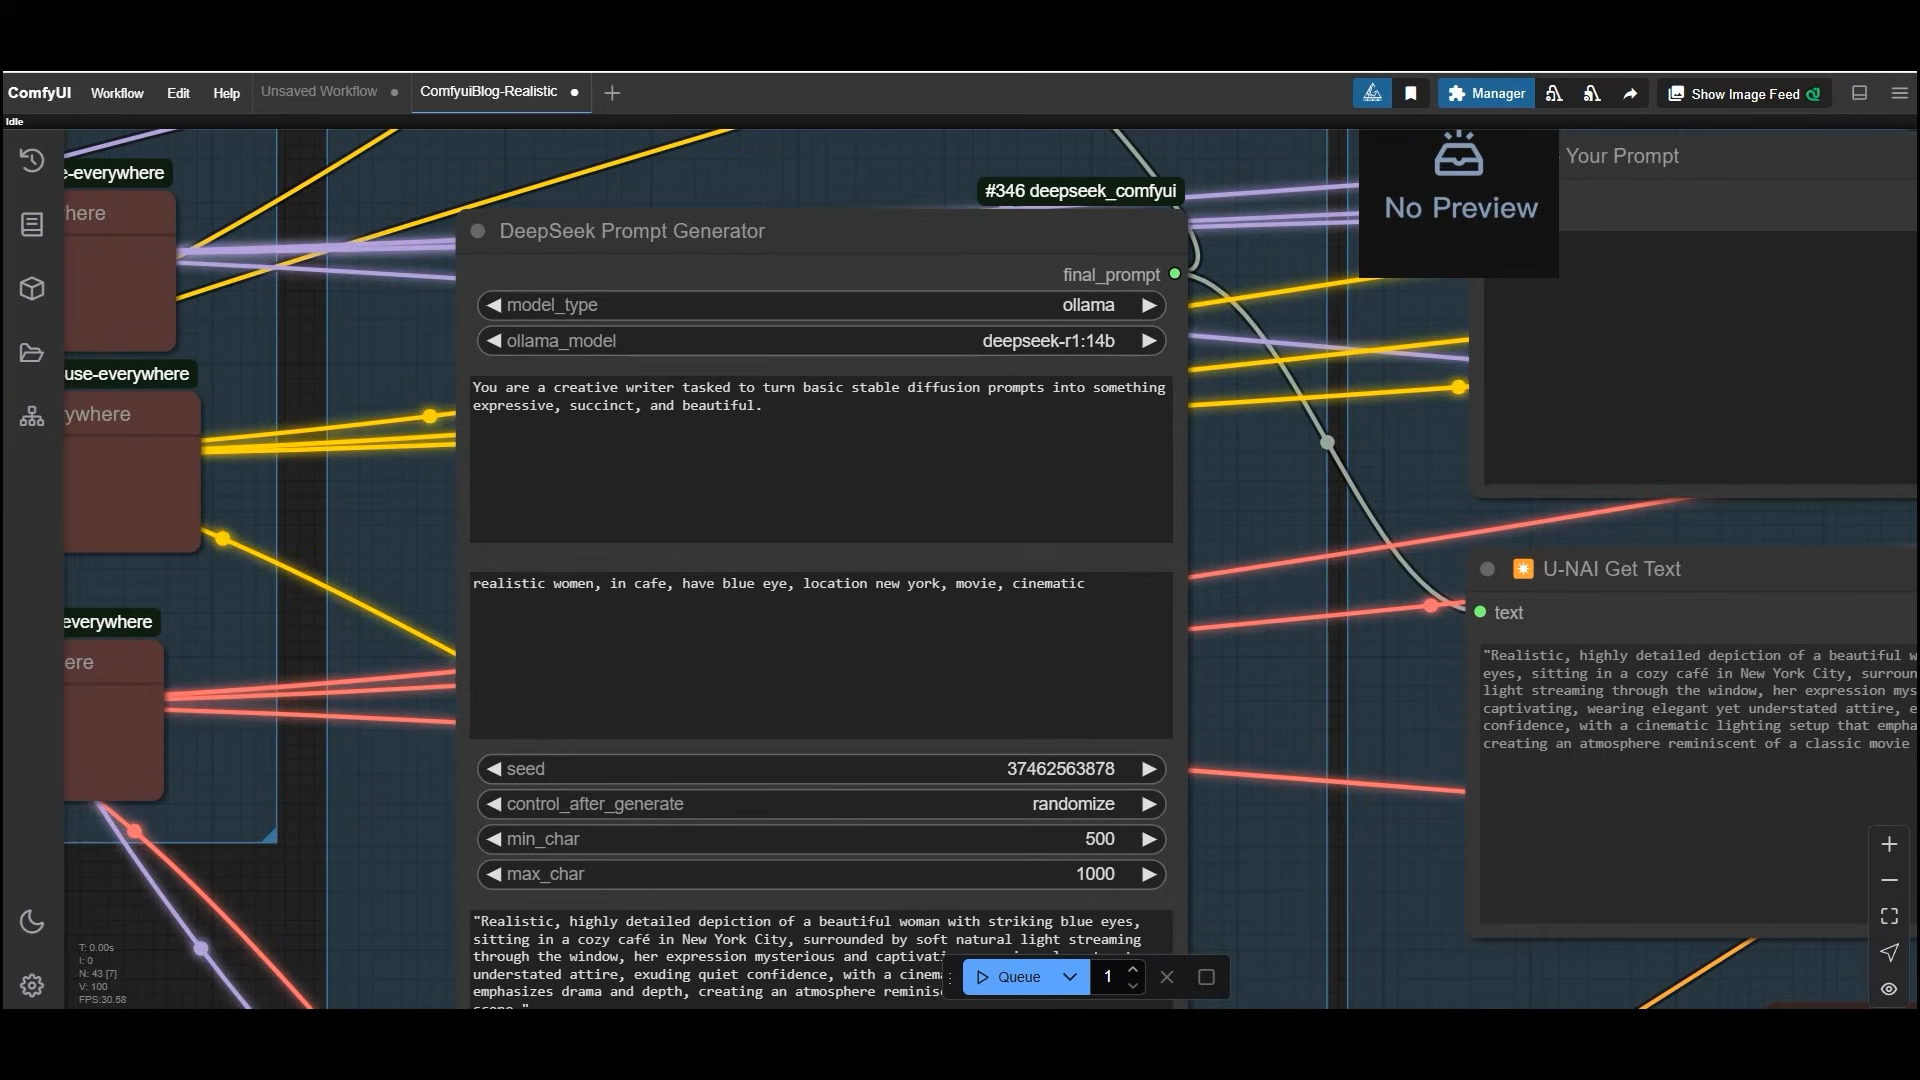 ComfyUI Workflow Edit Help Unsaved Workflow ComfyuiBlog-Realistic Manager Show Image Feed
Idle
e-everywhere
here
use-everywhere
ywhere
everywhere
ere
#346 deepseek_comfyui
DeepSeek Prompt Generator
final_prompt
model_type ollama
ollama_model deepseek-r1:14b
You are a creative writer tasked to turn basic stable diffusion prompts into something
expressive, succinct, and beautiful.
realistic women, in cafe, have blue eye, location new york, movie, cinematic
seed 37462563878
control_after_generate randomize
min_char 500
max_char 1000
"Realistic, highly detailed depiction of a beautiful woman with striking blue eyes,
sitting in a cozy café in New York City, surrounded by soft natural light streaming
through the window, her expression mysterious and captivati
understated attire, exuding quiet confidence, with a cinema
emphasizes drama and depth, creating an atmosphere reminis
No Preview
Your Prompt
U-NAI Get Text
text
"Realistic, highly detailed depiction of a beautiful w
eyes, sitting in a cozy café in New York City, surroun
light streaming through the window, her expression mys
captivating, wearing elegant yet understated attire, e
confidence, with a cinematic lighting setup that empha
creating an atmosphere reminiscent of a classic movie
Queue 1
T: 0.00s
I: 0
N: 43 [7]
V: 100
FPS:30.58